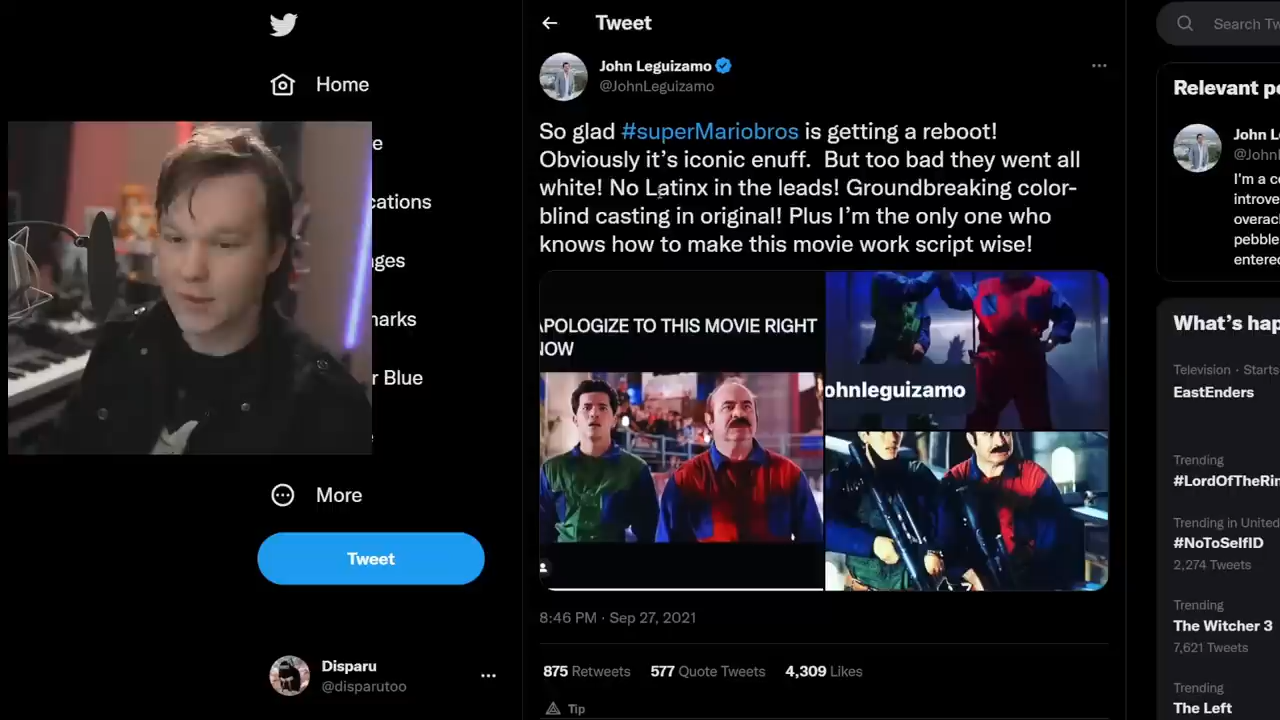 Tweet
Search Tw
John Leguizamo
@JohnLeguizamo
Home
e
cations
ges
narks
r Blue
e
More
Tweet
Disparu
@disparutoo
So glad #superMariobros is getting a reboot!
Obviously it’s iconic enuff.  But too bad they went all
white! No Latinx in the leads! Groundbreaking color-
blind casting in original! Plus I’m the only one who
knows how to make this movie work script wise!
APOLOGIZE TO THIS MOVIE RIGHT
NOW
ohnleguizamo
8:46 PM · Sep 27, 2021
875 Retweets 577 Quote Tweets 4,309 Likes
Tip
Relevant pe
John L
@John
I'm a c
introve
overac
pebble
entere
What’s hap
Television · Starts
EastEnders
Trending
#LordOfTheRin
Trending in United
#NoToSelfID
2,274 Tweets
Trending
The Witcher 3
7,621 Tweets
Trending
The Left